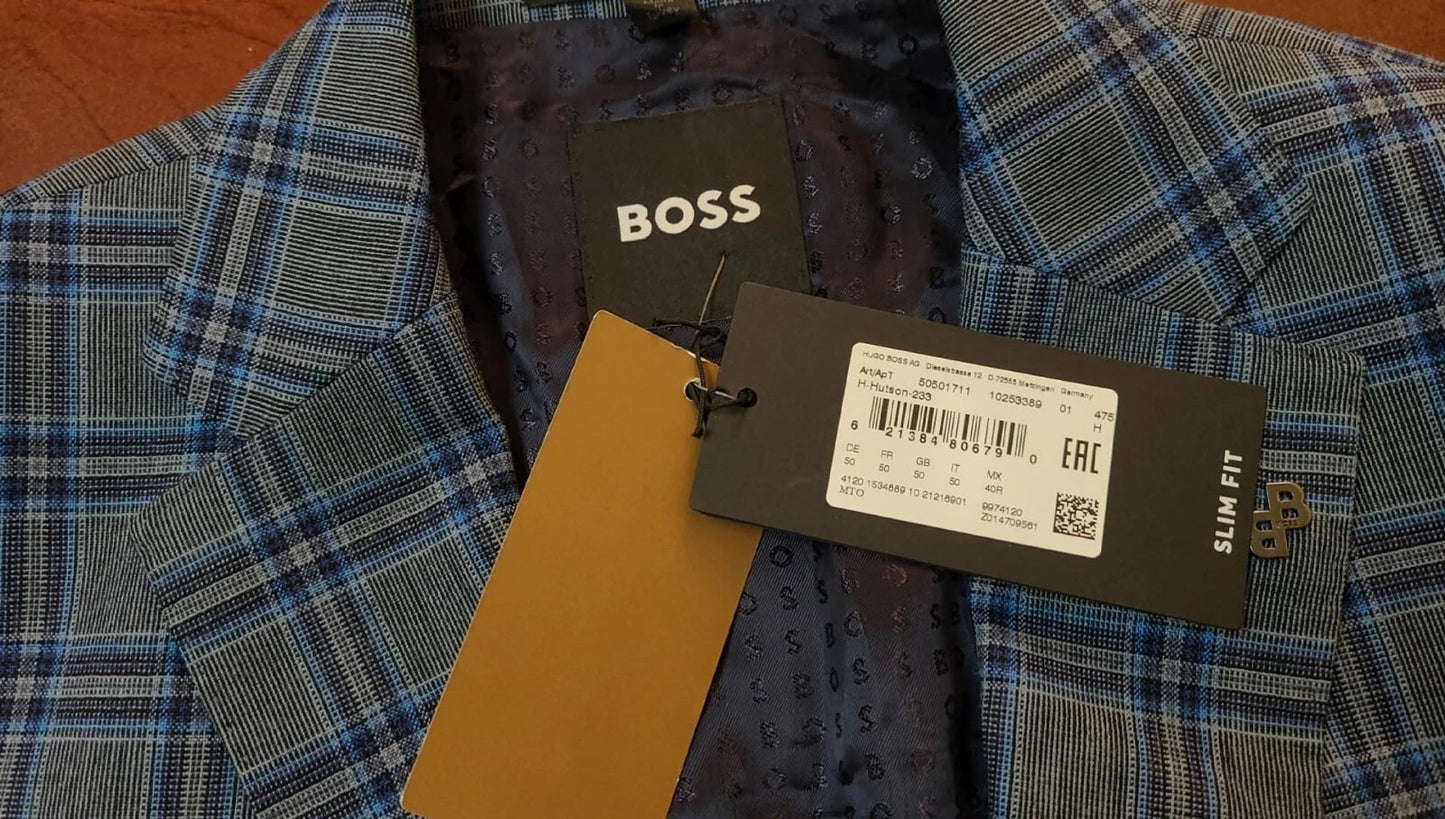 BOSS
HUGO BOSS AG Dieselstrasse 12 D-72555 Metzingen Germany
Art/ApT 50501711 10253389 01 475
H-Hutson-233 H
6 21384 80679 0
EAC
DE FR GB IT MX
50 50 50 50 40R
4120 1534889 10 21216901 9974120
MTO Z014709561
SLIM FIT
B
B